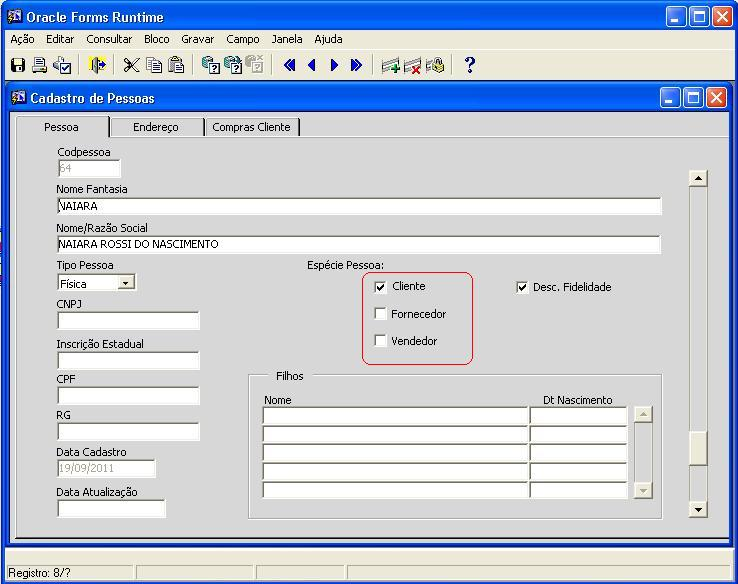 Oracle Forms Runtime
Ação Editar Consultar Bloco Gravar Campo Janela Ajuda
Cadastro de Pessoas
Pessoa Endereço Compras Cliente
Codpessoa
64
Nome Fantasia
NAIARA
Nome/Razão Social
NAIARA ROSSI DO NASCIMENTO
Tipo Pessoa Espécie Pessoa:
Física Cliente Desc. Fidelidade
CNPJ
Fornecedor
Inscrição Estadual Vendedor
CPF Filhos
Nome Dt Nascimento
RG
Data Cadastro
19/09/2011
Data Atualização
Registro: 8/?